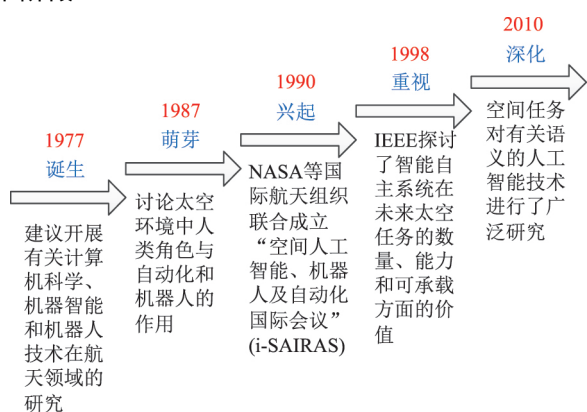 1977
诞生
建议开展
有关计算
机科学、
机器智能
和机器人
技术在航
天领域的
研究
1987
萌芽
讨论太空
环境中人
类角色与
自动化和
机器人的
作用
1990
兴起
NASA等国
际航天组织
联合成立
“空间人工
智能、机器
人及自动化
国际会议”
(i-SAIRAS)
1998
重视
IEEE探讨
了智能自
主系统在
未来太空
任务的数
量、能力
和可承载
方面的价
值
2010
深化
空间任务
对有关语
义的人工
智能技术
进行了广
泛研究